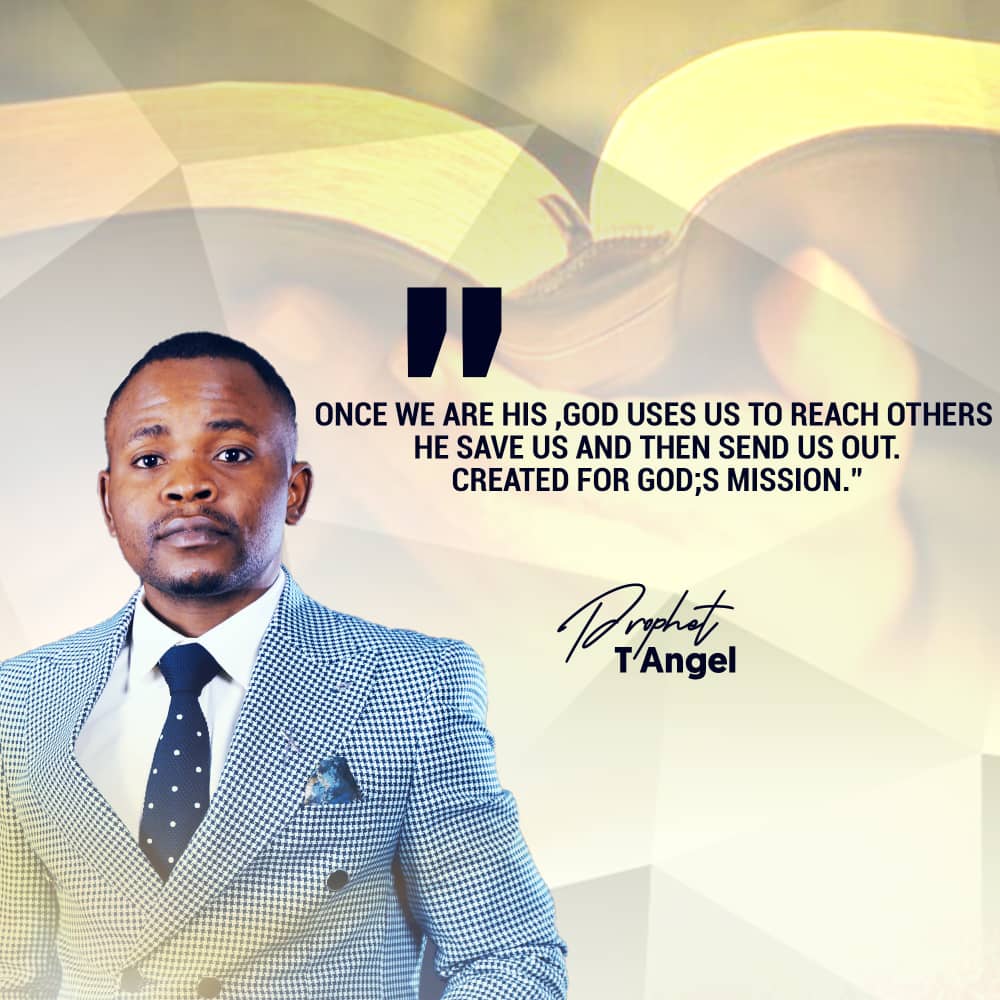 "
ONCE WE ARE HIS ,GOD USES US TO REACH OTHERS
HE SAVE US AND THEN SEND US OUT.
CREATED FOR GOD;S MISSION.”
Prophet
T Angel